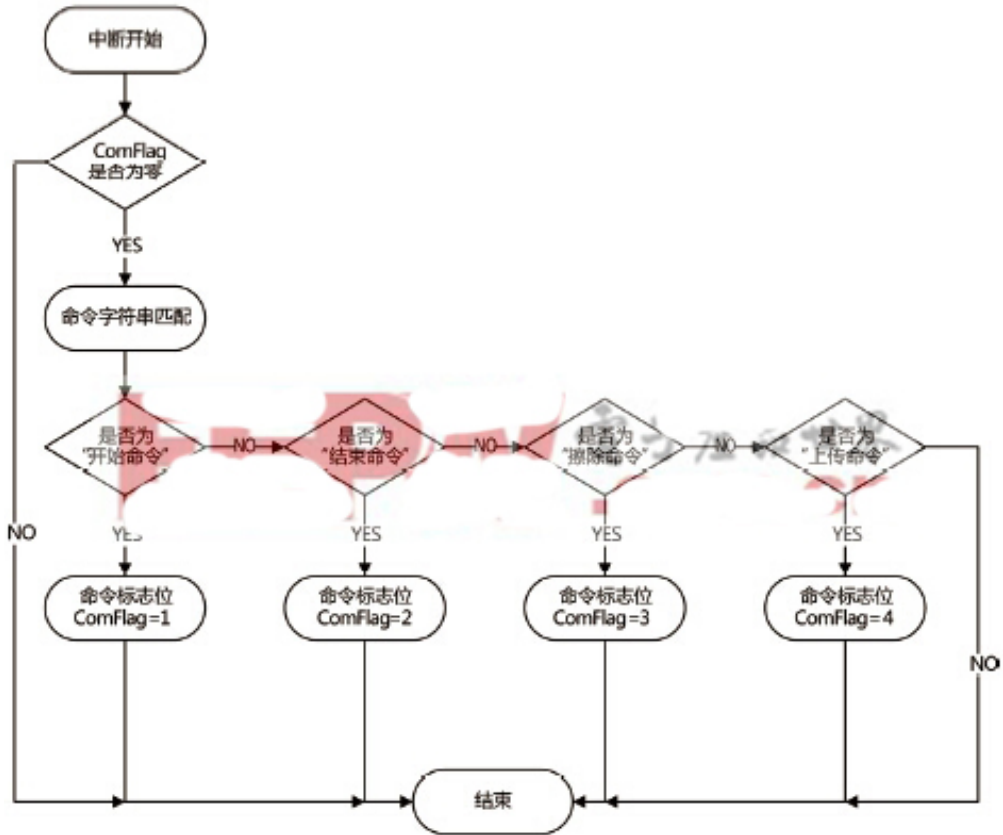 中断开始
ComFlag
是否为零
YES
命令字符串匹配
是否为
“开始命令”
NO
是否为
“结束命令”
NO
是否为
“擦除命令”
NO
是否为
“上传命令”
NO
YES
YES
YES
YES
命令标志位
ComFlag=1
命令标志位
ComFlag=2
命令标志位
ComFlag=3
命令标志位
ComFlag=4
NO
结束